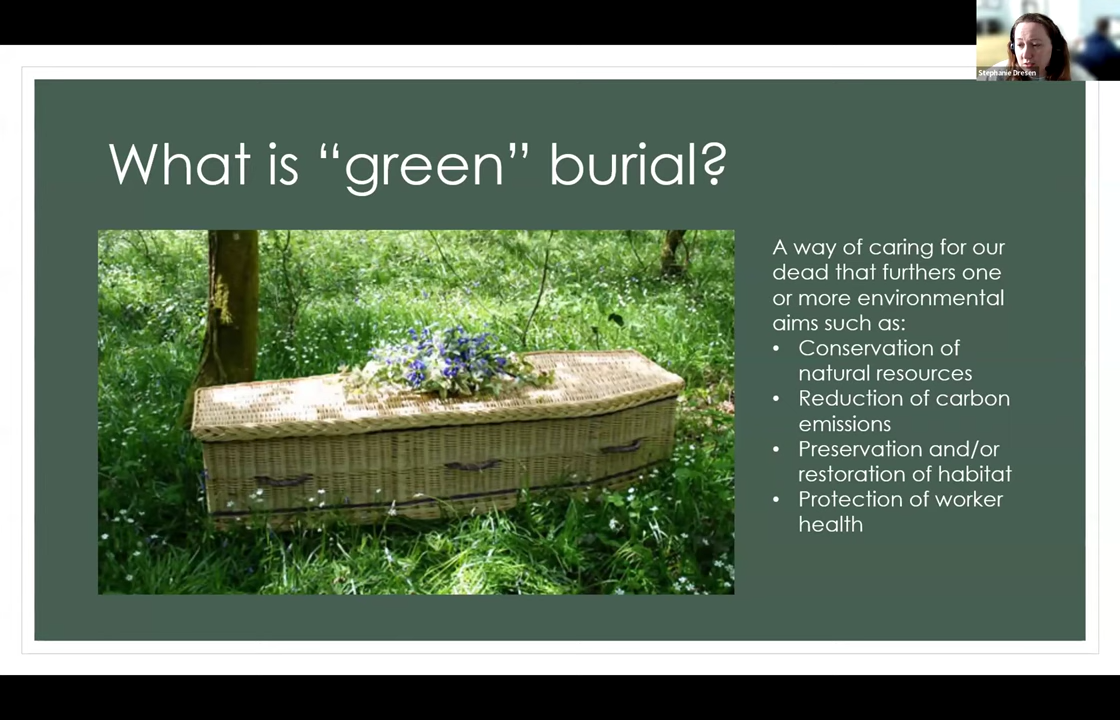 Stephanie Dresen
What is “green” burial?
A way of caring for our
dead that furthers one
or more environmental
aims such as:
• Conservation of
natural resources
• Reduction of carbon
emissions
• Preservation and/or
restoration of habitat
• Protection of worker
health